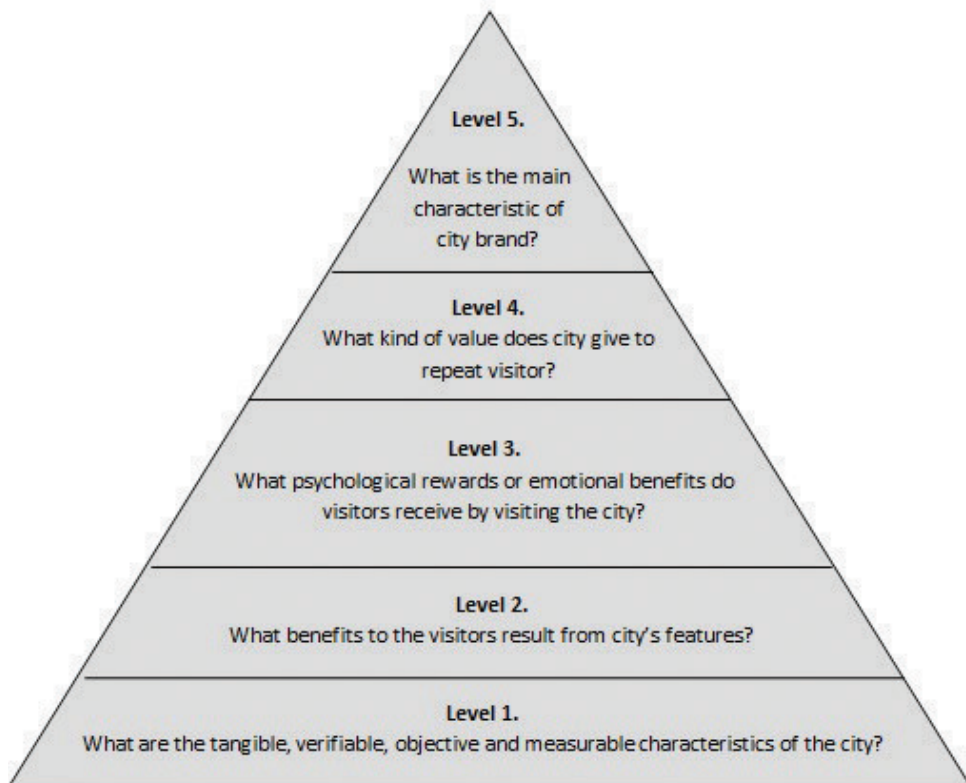 Level 5.
What is the main
characteristic of
city brand?
Level 4.
What kind of value does city give to
repeat visitor?
Level 3.
What psychological rewards or emotional benefits do
visitors receive by visiting the city?
Level 2.
What benefits to the visitors result from city’s features?
Level 1.
What are the tangible, verifiable, objective and measurable characteristics of the city?